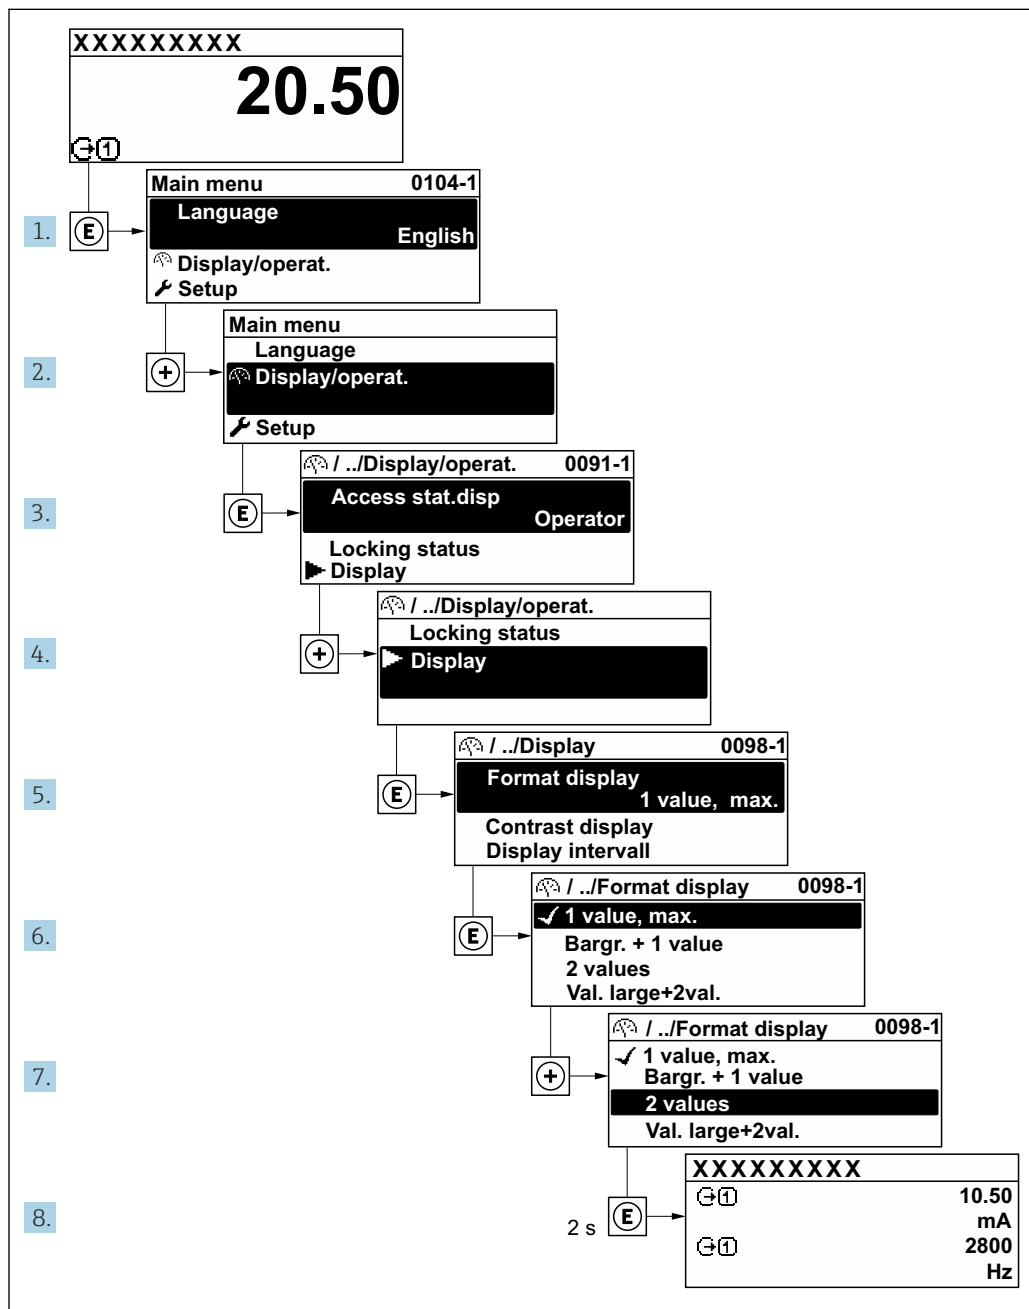 XXXXXXXXX
20.50
1
1.
E
Main menu 0104-1
Language
English
Display/operat.
Setup
2.
+
Main menu
Language
Display/operat.
Setup
3.
E
/ ../Display/operat. 0091-1
Access stat.disp
Operator
Locking status
Display
4.
+
/ ../Display/operat.
Locking status
Display
5.
E
/ ../Display 0098-1
Format display
1 value, max.
Contrast display
Display intervall
6.
E
/ ../Format display 0098-1
1 value, max.
Bargr. + 1 value
2 values
Val. large+2val.
7.
+
/ ../Format display 0098-1
1 value, max.
Bargr. + 1 value
2 values
Val. large+2val.
8.
2 s
E
XXXXXXXXX
1 10.50
mA
1 2800
Hz